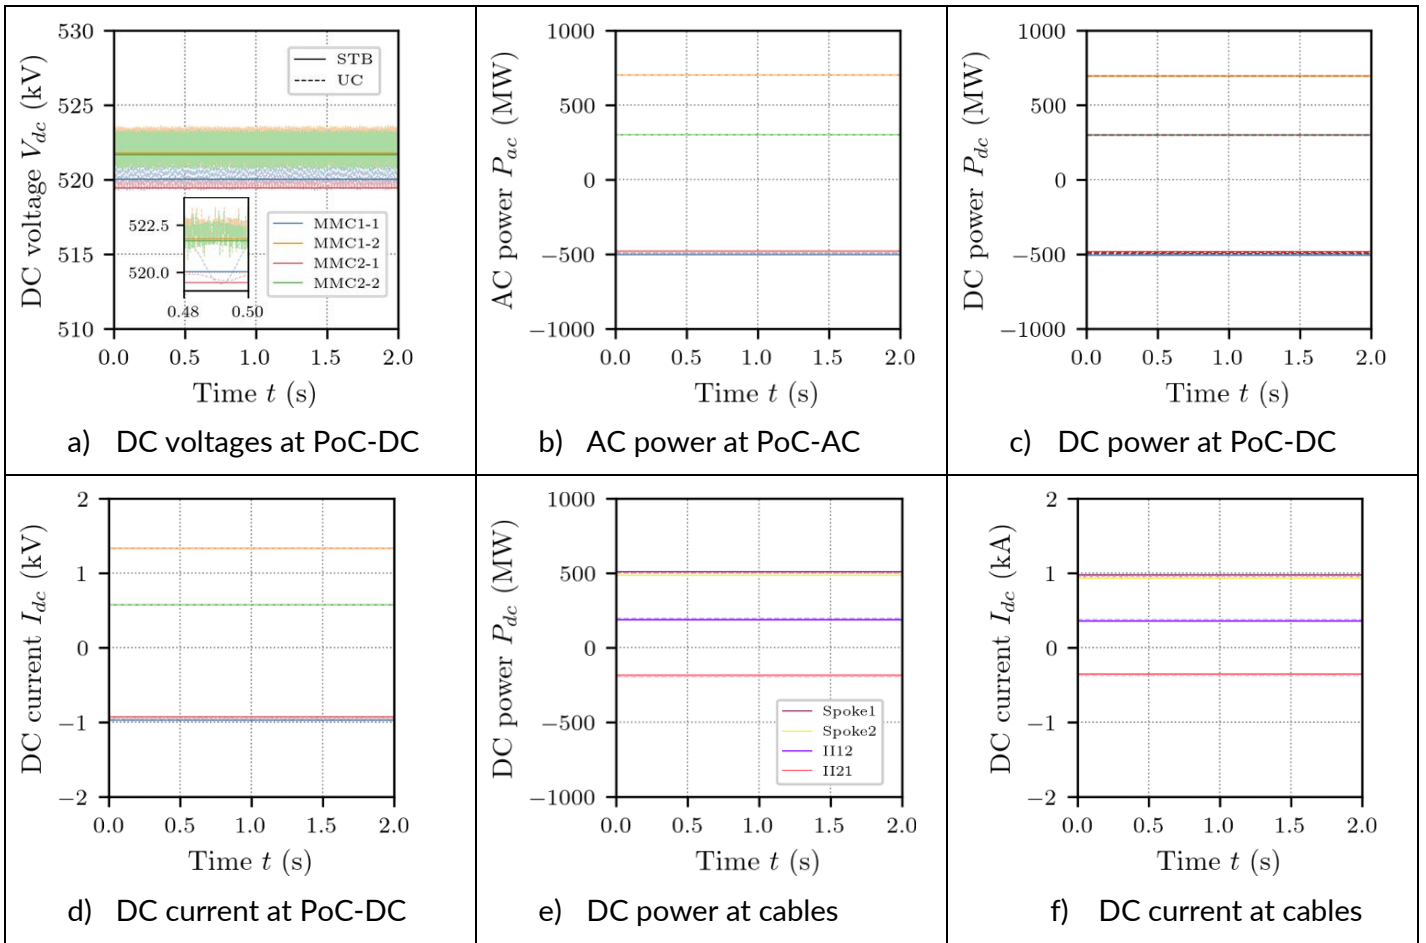 530
525
520
515
510
DC voltage V_dc (kV)
STB
UC
522.5
520.0
0.48 0.50
MMC1-1
MMC1-2
MMC2-1
MMC2-2
0.0 0.5 1.0 1.5 2.0
Time t (s)
a) DC voltages at PoC-DC
1000
500
0
−500
−1000
AC power P_ac (MW)
0.0 0.5 1.0 1.5 2.0
Time t (s)
b) AC power at PoC-AC
1000
500
0
−500
−1000
DC power P_dc (MW)
0.0 0.5 1.0 1.5 2.0
Time t (s)
c) DC power at PoC-DC
2
1
0
−1
−2
DC current I_dc (kV)
0.0 0.5 1.0 1.5 2.0
Time t (s)
d) DC current at PoC-DC
1000
500
0
−500
−1000
DC power P_dc (MW)
Spoke1
Spoke2
II12
II21
0.0 0.5 1.0 1.5 2.0
Time t (s)
e) DC power at cables
2
1
0
−1
−2
DC current I_dc (kA)
0.0 0.5 1.0 1.5 2.0
Time t (s)
f) DC current at cables